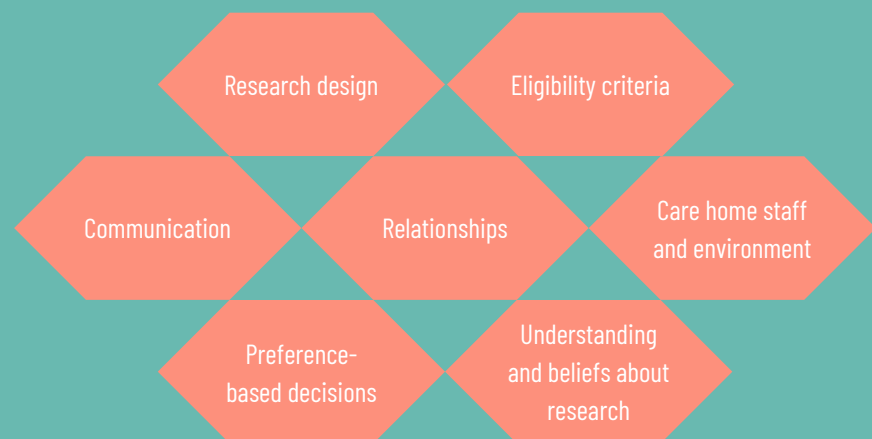 Research design
Eligibility criteria
Communication
Relationships
Care home staff
and environment
Preference-
based decisions
Understanding
and beliefs about
research